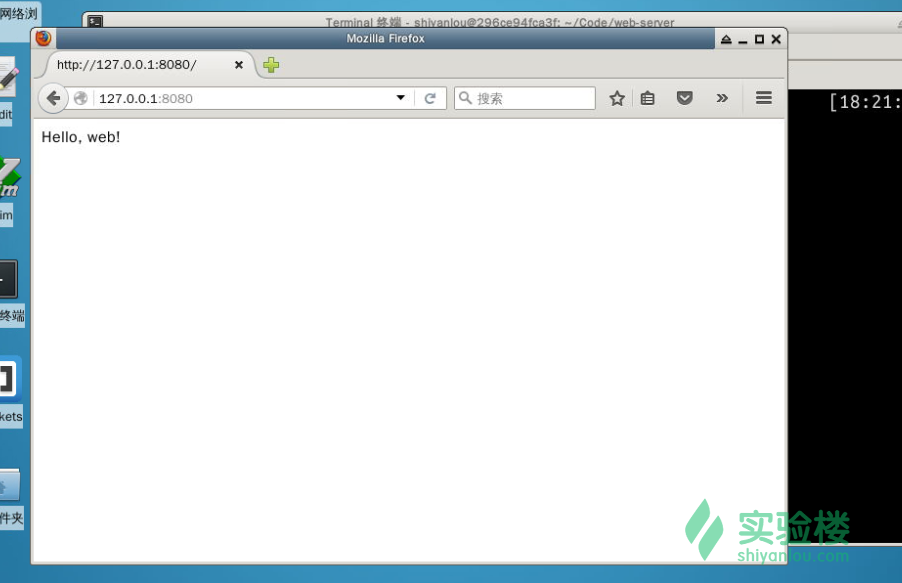 网络浏
Terminal 终端 - shiyanlou@296ce94fca3f: ~/Code/web-server
Mozilla Firefox
http://127.0.0.1:8080/
127.0.0.1:8080
搜索
Hello, web!
[18:21:
dit
im
im
终端
kets
件夹
实验楼
shiyanlou.com